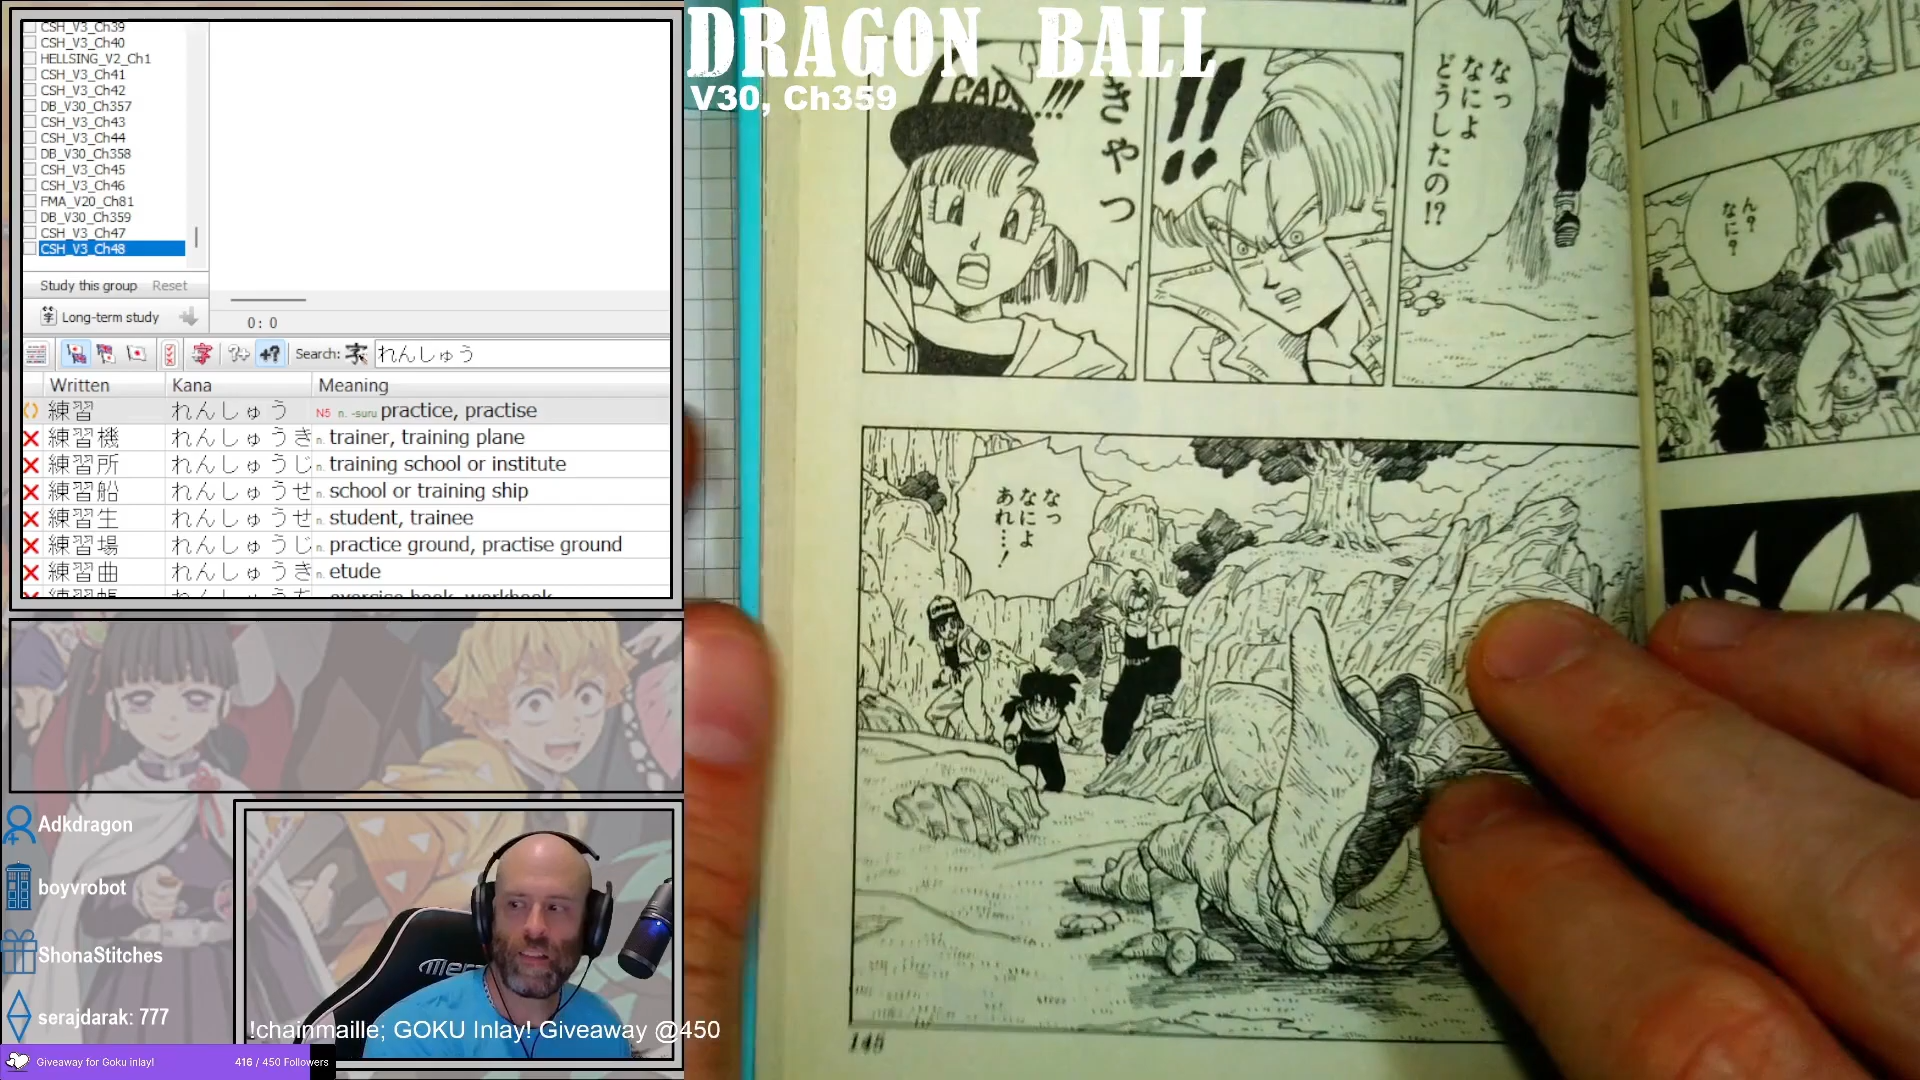 CSH_V3_Ch39
CSH_V3_Ch40
HELLSING_V2_Ch1
CSH_V3_Ch41
CSH_V3_Ch42
DB_V30_Ch357
CSH_V3_Ch43
CSH_V3_Ch44
DB_V30_Ch358
CSH_V3_Ch45
CSH_V3_Ch46
FMA_V20_Ch81
DB_V30_Ch359
CSH_V3_Ch47
CSH_V3_Ch48
Study this group Reset
Long-term study
0: 0
Search: れんしゅう
Written Kana Meaning
練習 れんしゅう N5 n. -suru practice, practise
練習機 れんしゅうき n. trainer, training plane
練習所 れんしゅうじ n. training school or institute
練習船 れんしゅうせ n. school or training ship
練習生 れんしゅうせ n. student, trainee
練習場 れんしゅうじ n. practice ground, practise ground
練習曲 れんしゅうき n. etude
Adkdragon
boyvrobot
ShonaStitches
serajdarak: 777
!chainmaille; GOKU Inlay! Giveaway @450
Giveaway for Goku inlay! 416 / 450 Followers
DRAGON BALL
V30, Ch359
ん?
なに?
なっ
なによ
どうしたの!?
!!
きゃっ
!!!
CAPS
なっ
なによ
あれ…!
148